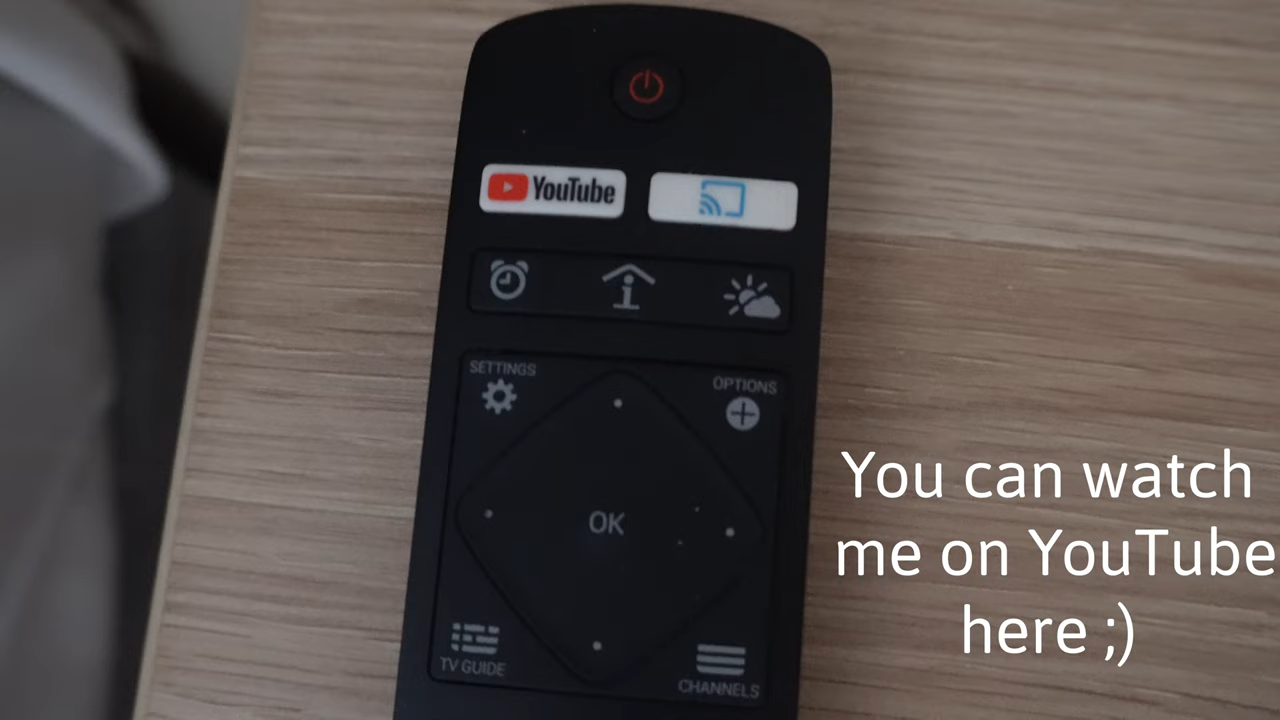 YouTube
SETTINGS
OPTIONS
OK
TV GUIDE
CHANNELS
You can watch
me on YouTube
here ;)